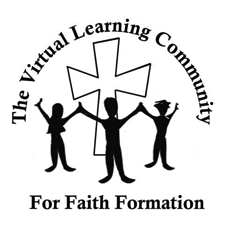 The Virtual Learning Community
For Faith Formation